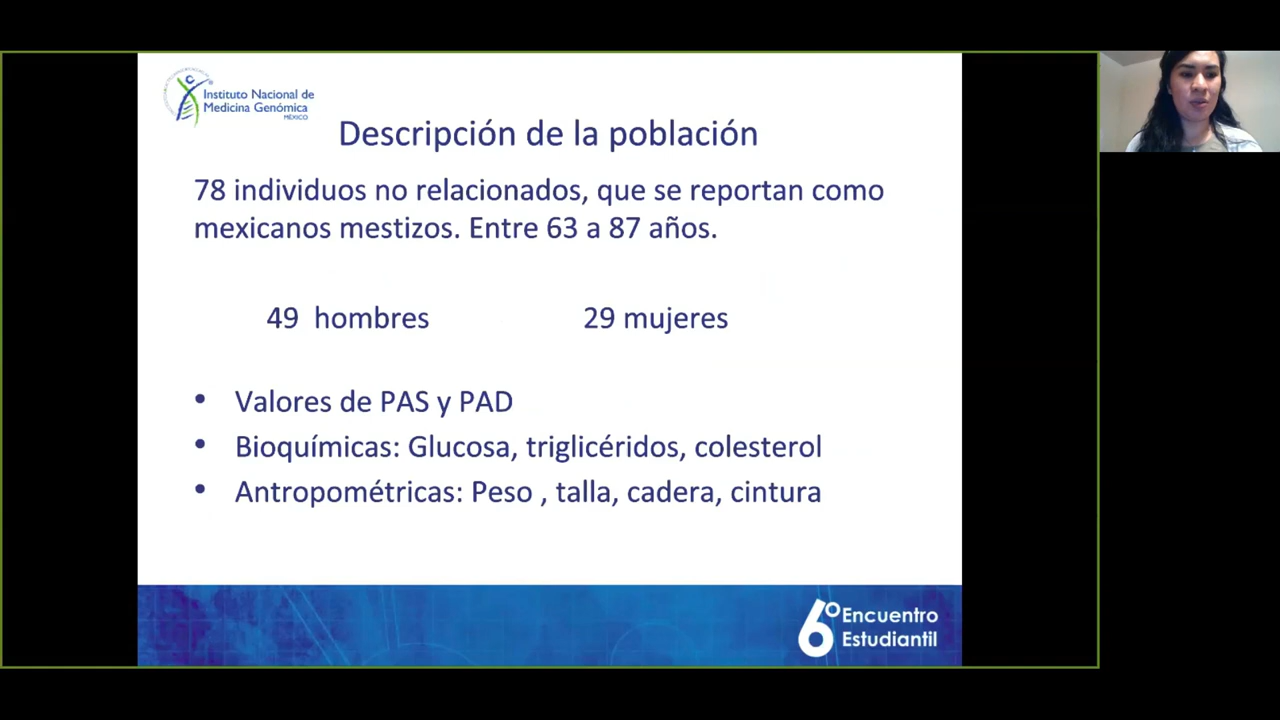 Instituto Nacional de
Medicina Genómica
MÉXICO
Descripción de la población
78 individuos no relacionados, que se reportan como
mexicanos mestizos. Entre 63 a 87 años.
49 hombres 29 mujeres
• Valores de PAS y PAD
• Bioquímicas: Glucosa, triglicéridos, colesterol
• Antropométricas: Peso , talla, cadera, cintura
6º Encuentro
Estudiantil